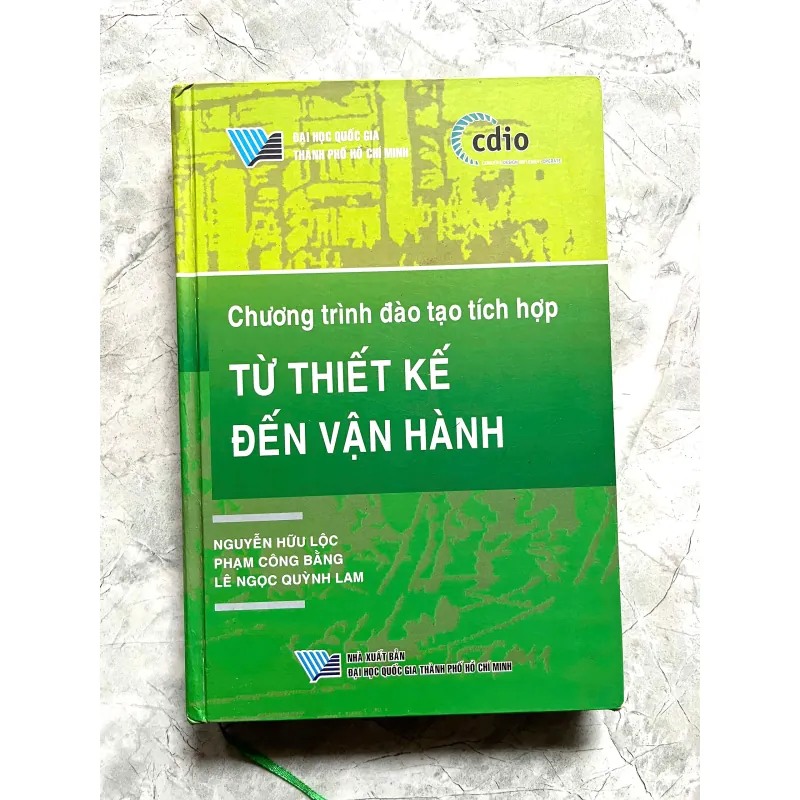 ĐẠI HỌC QUỐC GIA
THÀNH PHỐ HỒ CHÍ MINH
cdio
Chương trình đào tạo tích hợp
TỪ THIẾT KẾ
ĐẾN VẬN HÀNH
NGUYỄN HỮU LỘC
PHẠM CÔNG BẰNG
LÊ NGỌC QUỲNH LAM
NHÀ XUẤT BẢN
ĐẠI HỌC QUỐC GIA THÀNH PHỐ HỒ CHÍ MINH